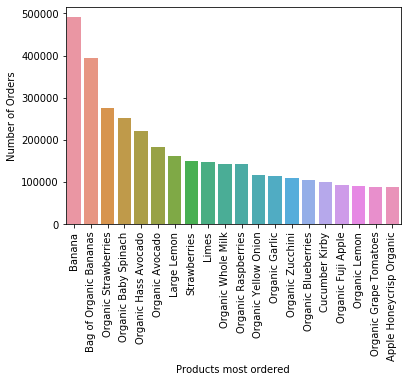 500000
400000
300000
200000
100000
0
Number of Orders
Banana
Bag of Organic Bananas
Organic Strawberries
Organic Baby Spinach
Organic Hass Avocado
Organic Avocado
Large Lemon
Strawberries
Limes
Organic Whole Milk
Organic Raspberries
Organic Yellow Onion
Organic Garlic
Organic Zucchini
Organic Blueberries
Cucumber Kirby
Organic Fuji Apple
Organic Lemon
Organic Grape Tomatoes
Apple Honeycrisp Organic
Products most ordered